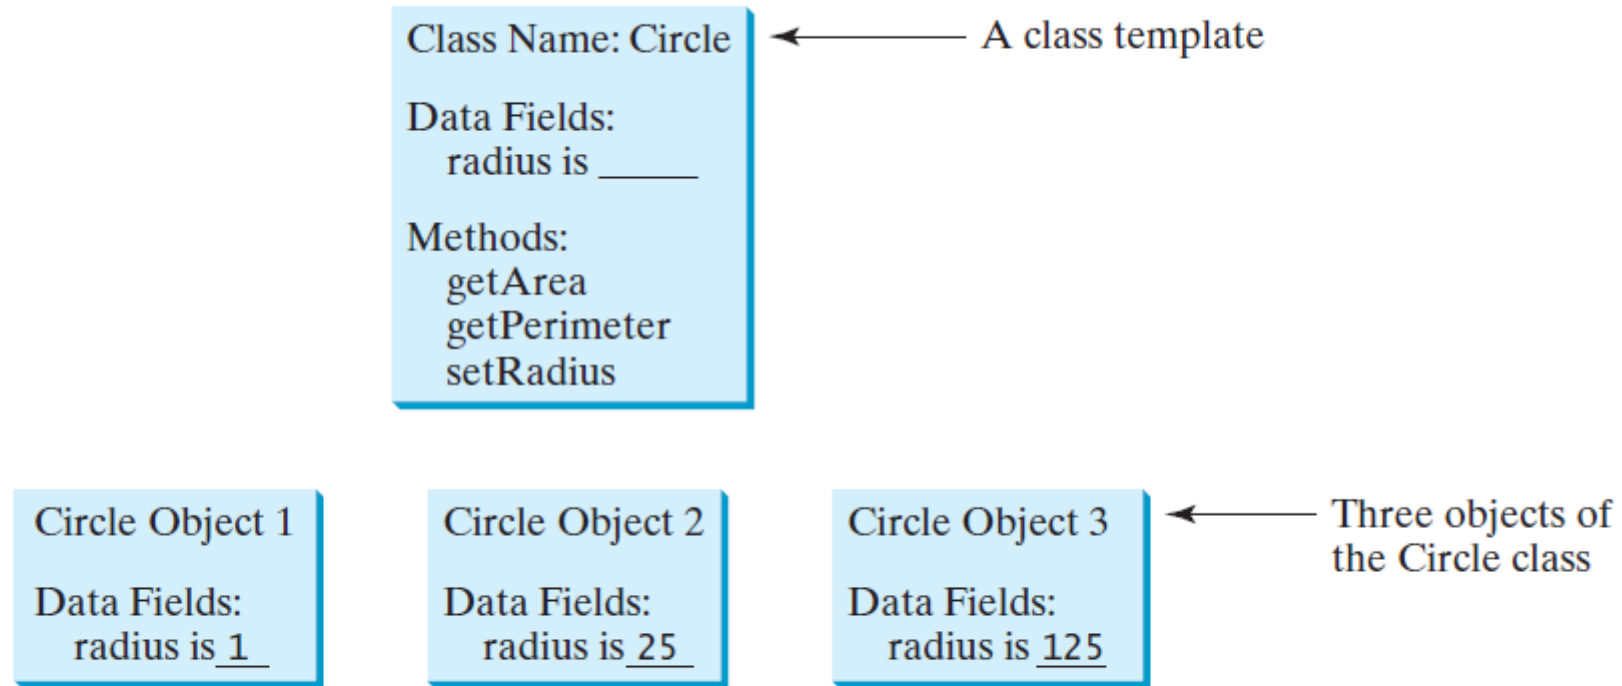 Class Name: Circle
A class template
Data Fields:
radius is _____
Methods:
getArea
getPerimeter
setRadius
Circle Object 1
Data Fields:
radius is 1
Circle Object 2
Data Fields:
radius is 25
Circle Object 3
Data Fields:
radius is 125
Three objects of
the Circle class